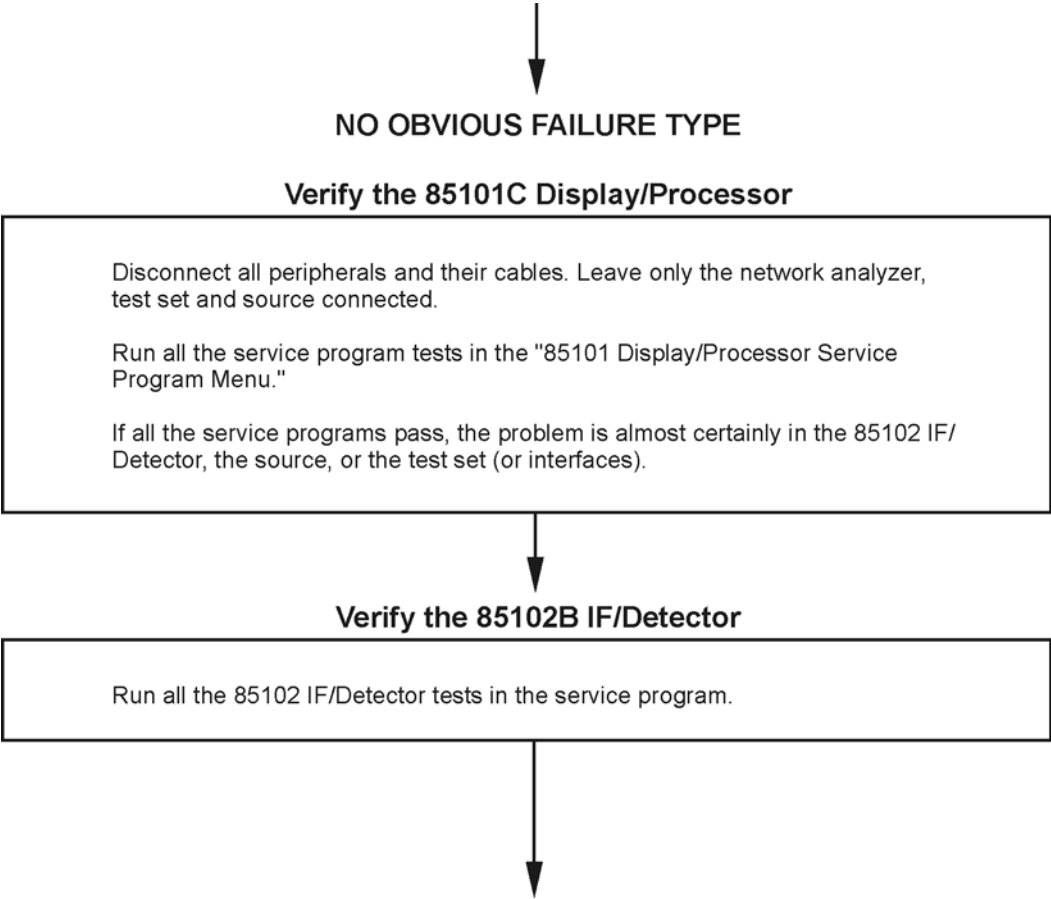 NO OBVIOUS FAILURE TYPE
Verify the 85101C Display/Processor
Disconnect all peripherals and their cables. Leave only the network analyzer,
test set and source connected.
Run all the service program tests in the "85101 Display/Processor Service
Program Menu."
If all the service programs pass, the problem is almost certainly in the 85102 IF/
Detector, the source, or the test set (or interfaces).
Verify the 85102B IF/Detector
Run all the 85102 IF/Detector tests in the service program.